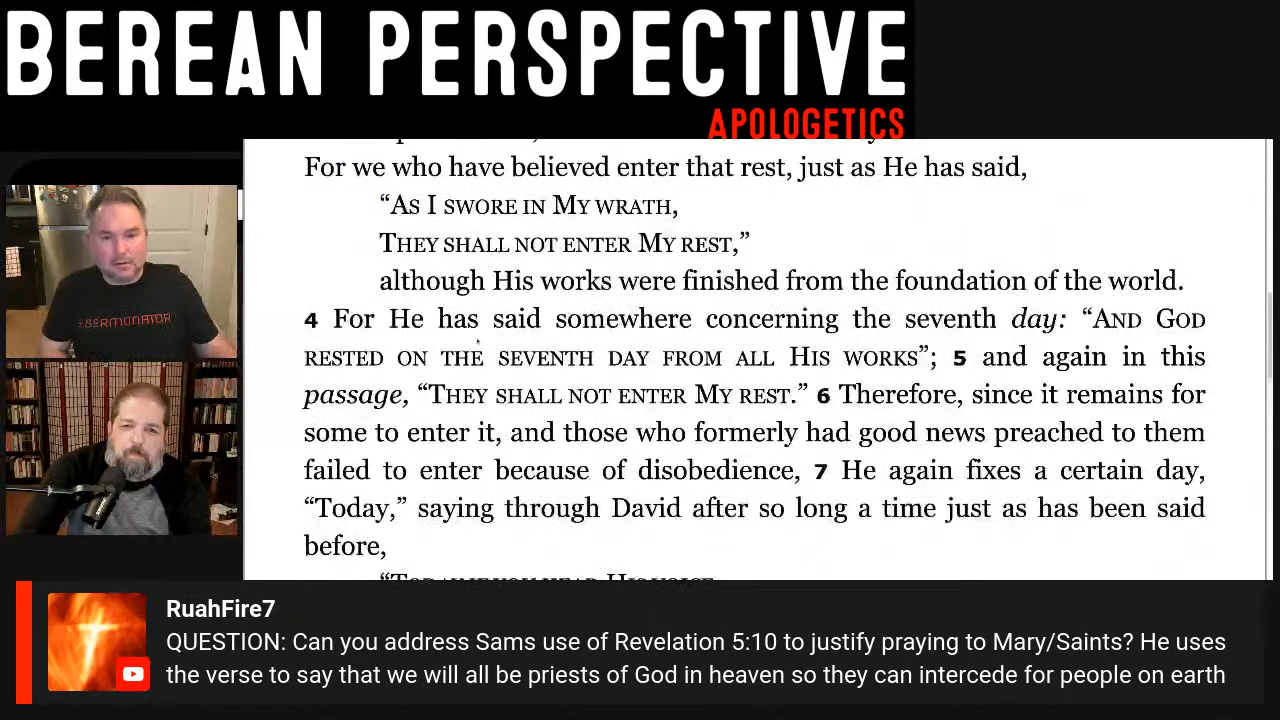 BEREAN PERSPECTIVE
APOLOGETICS
For we who have believed enter that rest, just as He has said,
“AS I SWORE IN MY WRATH,
THEY SHALL NOT ENTER MY REST,”
although His works were finished from the foundation of the world.
4 For He has said somewhere concerning the seventh day: “AND GOD
RESTED ON THE SEVENTH DAY FROM ALL HIS WORKS”; 5 and again in this
passage, “THEY SHALL NOT ENTER MY REST.” 6 Therefore, since it remains for
some to enter it, and those who formerly had good news preached to them
failed to enter because of disobedience, 7 He again fixes a certain day,
“Today,” saying through David after so long a time just as has been said
before,
“TODAY IF YOU HEAR HIS VOICE
SERMONATOR
RuahFire7
QUESTION: Can you address Sams use of Revelation 5:10 to justify praying to Mary/Saints? He uses
the verse to say that we will all be priests of God in heaven so they can intercede for people on earth